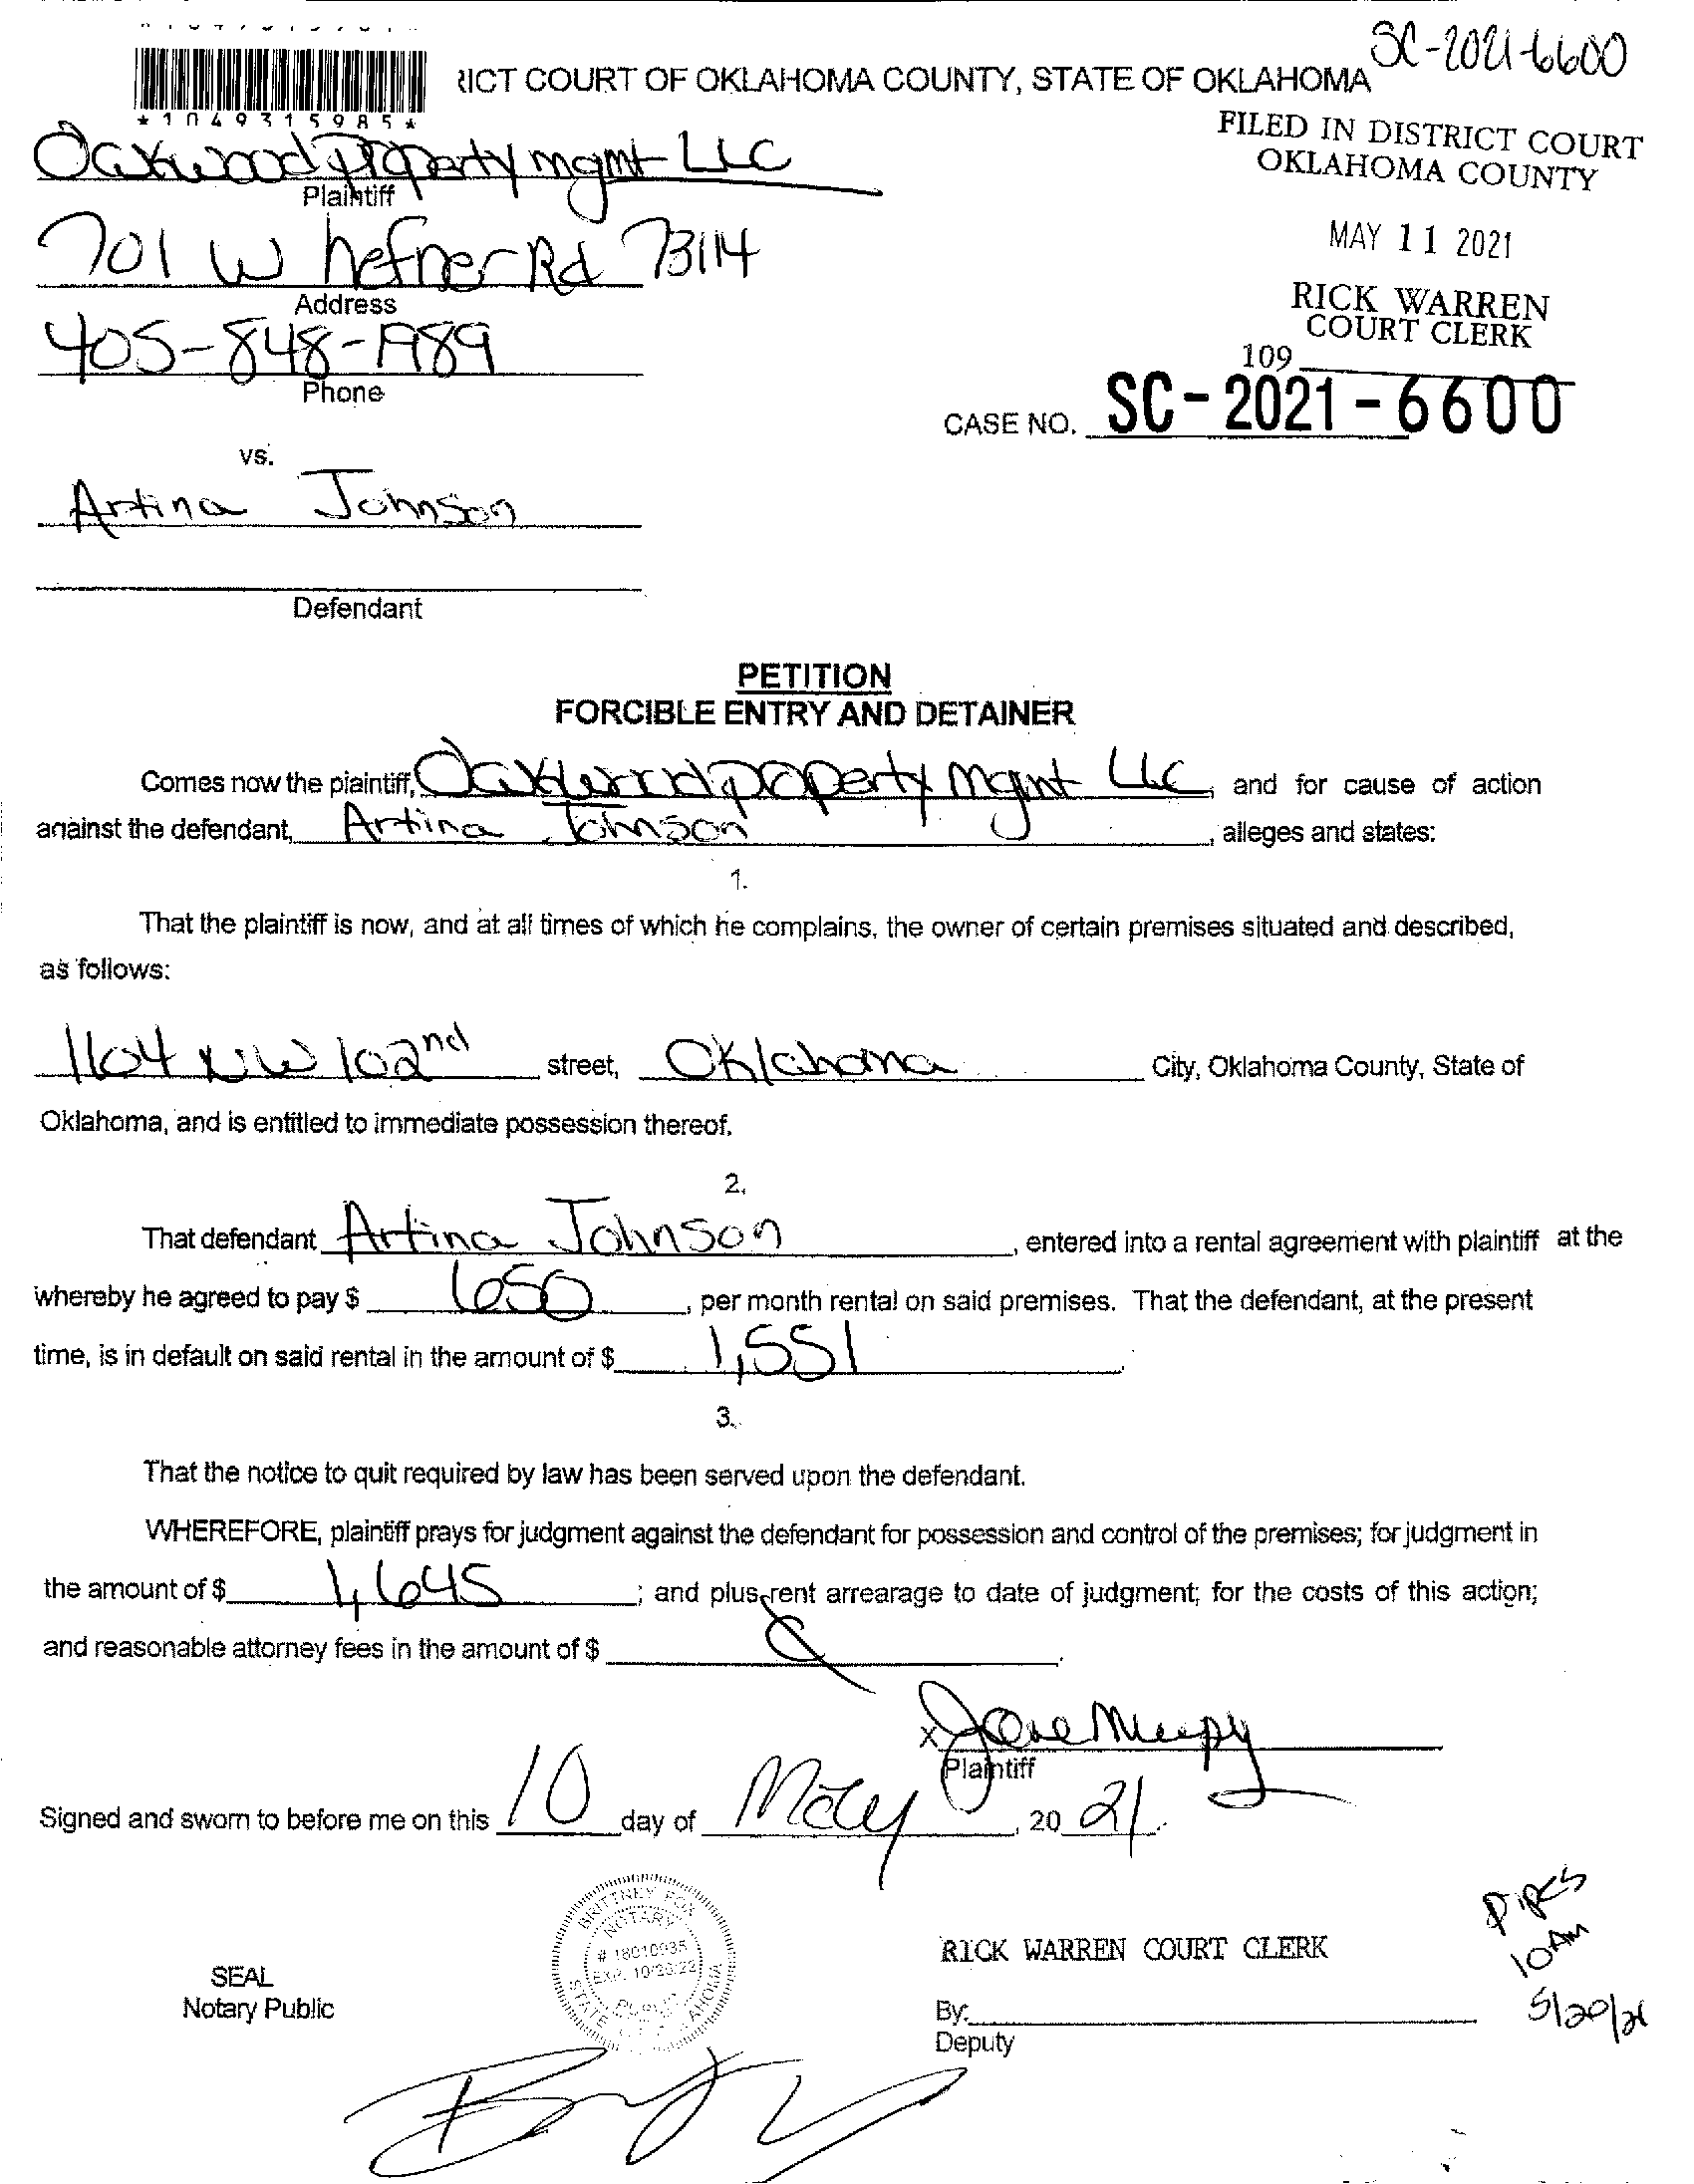 SC-2021-6600
RICT COURT OF OKLAHOMA COUNTY, STATE OF OKLAHOMA
*1049315985*
FILED IN DISTRICT COURT
OKLAHOMA COUNTY
Oakwood property mgmt LLC
Plaintiff
MAY 11 2021
701 W hefner Rd 73114
Address
RICK WARREN
COURT CLERK
405-848-1989
Phone
109
CASE NO. SC-2021-6600
vs.
Artina Johnson
Defendant
PETITION
FORCIBLE ENTRY AND DETAINER
Comes now the plaintiff, Oakwood property Mgmt LLC, and for cause of action
against the defendant, Artina Johnson, alleges and states:
1.
That the plaintiff is now, and at all times of which he complains, the owner of certain premises situated and described,
as follows:
1104 NW 102nd street, Oklahoma City, Oklahoma County, State of
Oklahoma, and is entitled to immediate possession thereof.
2.
That defendant Artina Johnson, entered into a rental agreement with plaintiff at the
whereby he agreed to pay $ 650, per month rental on said premises. That the defendant, at the present
time, is in default on said rental in the amount of $ 1,551.
3.
That the notice to quit required by law has been served upon the defendant.
WHEREFORE, plaintiff prays for judgment against the defendant for possession and control of the premises; for judgment in
the amount of $ 1,645; and plus rent arrearage to date of judgment; for the costs of this action;
and reasonable attorney fees in the amount of $
x
Plaintiff
Signed and sworn to before me on this 10 day of May, 2021.
BRITTNEY FOX
NOTARY
# 18010935
EXP. 10/23/22
PUBLIC
STATE OF OKLAHOMA
SEAL
Notary Public
RICK WARREN COURT CLERK
By:
Deputy
10AM
5/20/21